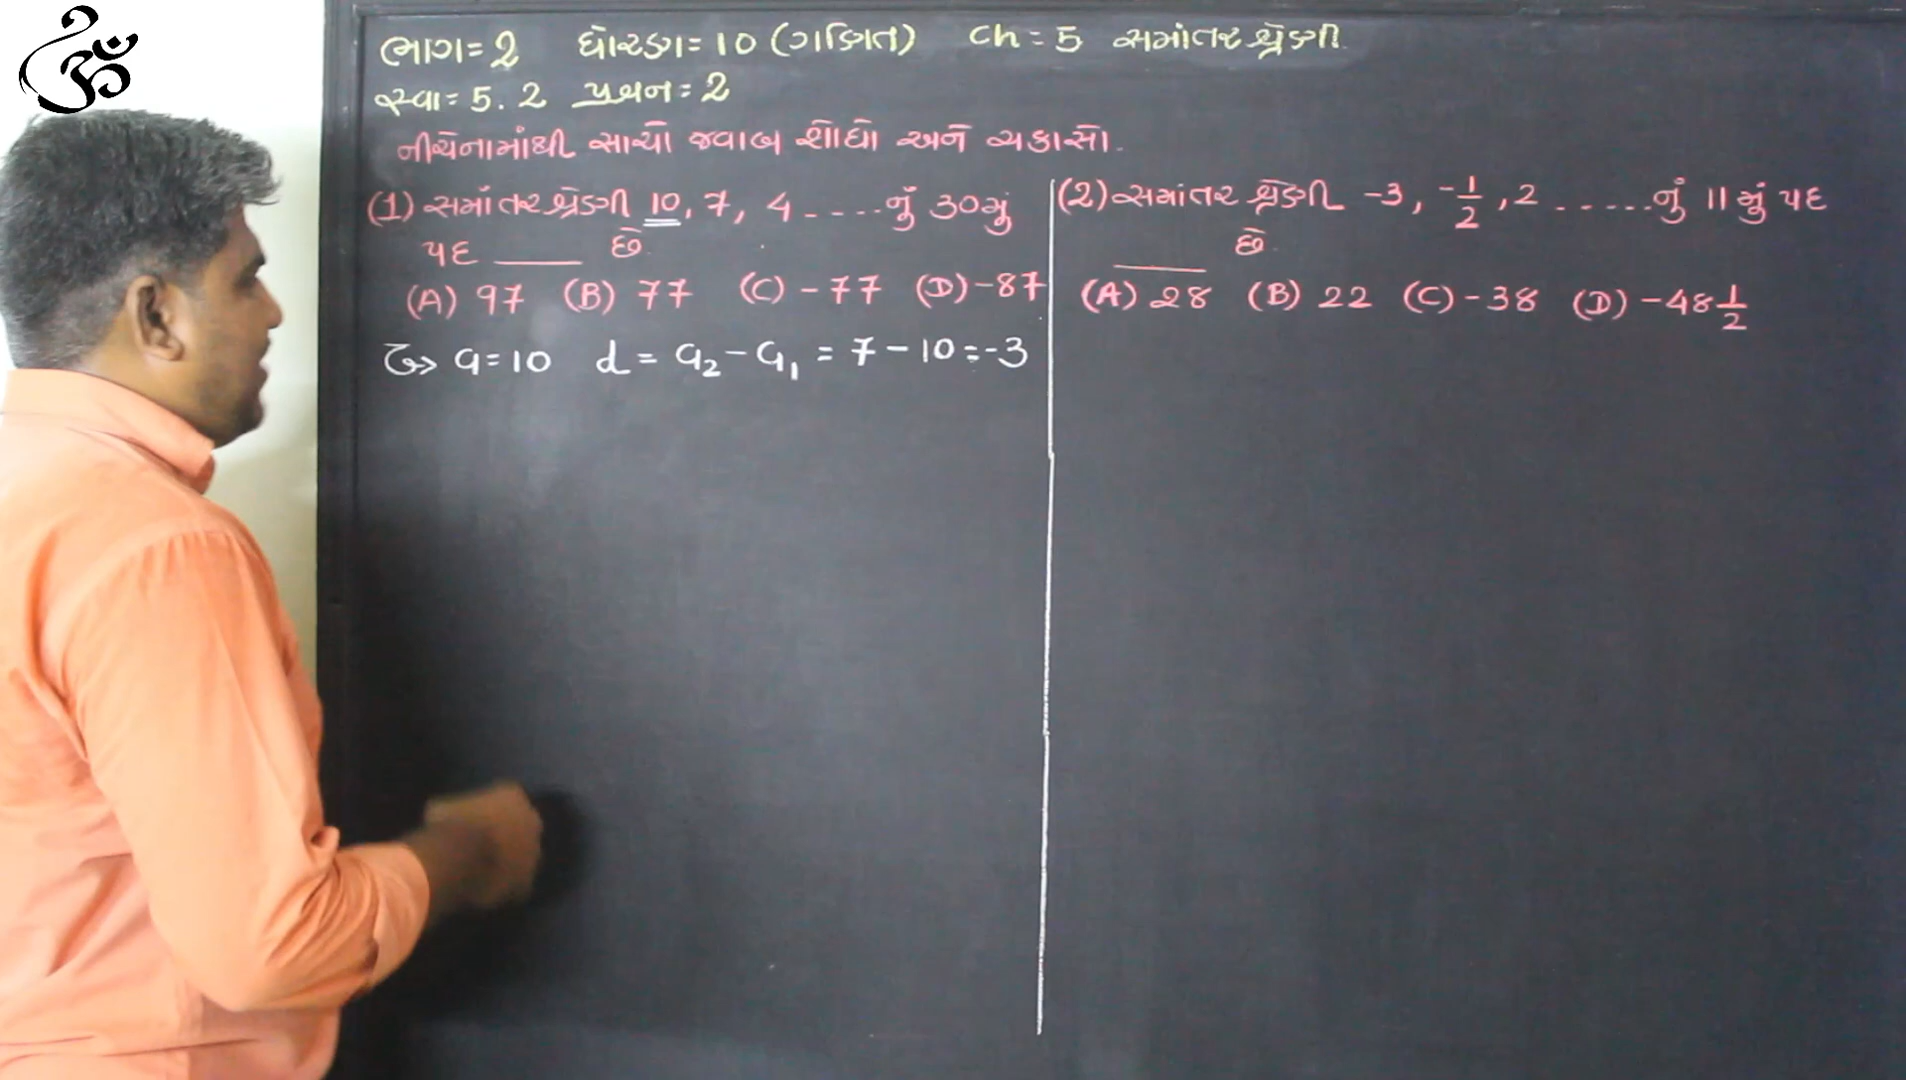 ૐ
ભાગ=2 ધોરણ=10 (ગણિત) Ch=5 સમાંતર શ્રેણી
સ્વા=5.2 પ્રશ્ન=2
નીચેનામાંથી સાચો જવાબ શોધો અને ચકાસો.
(1) સમાંતર શ્રેણી 10, 7, 4 ----- નું 30મું
પદ ____ છે.
(A) 97 (B) 77 (C) -77 (D) -87
a=10 d = a₂ - a₁ = 7 - 10 = -3
(2) સમાંતર શ્રેણી -3, -1/2, 2 ...... નું 11મું પદ
____ છે.
(A) 28 (B) 22 (C) -38 (D) -48 1/2